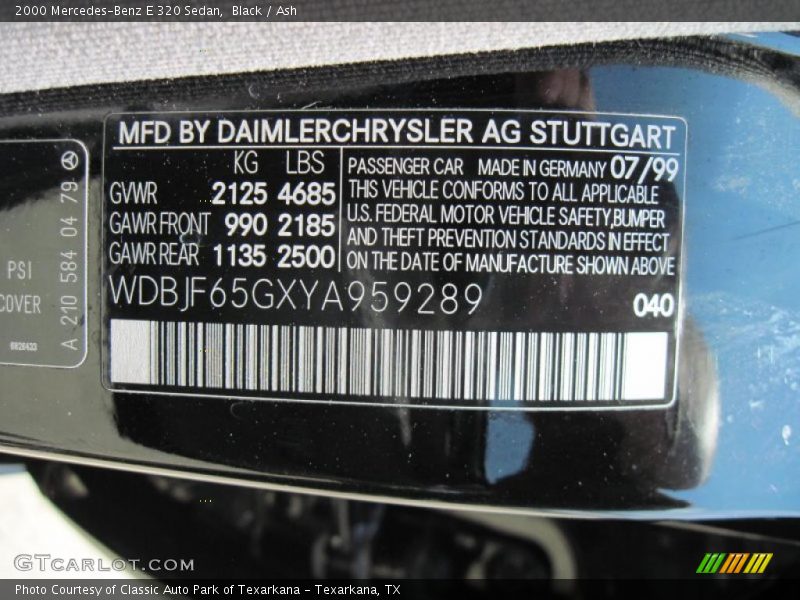 2000 Mercedes-Benz E 320 Sedan, Black / Ash
MFD BY DAIMLERCHRYSLER AG STUTTGART
KG LBS
GVWR 2125 4685
GAWR FRONT 990 2185
GAWR REAR 1135 2500
PASSENGER CAR MADE IN GERMANY 07/99
THIS VEHICLE CONFORMS TO ALL APPLICABLE
U.S. FEDERAL MOTOR VEHICLE SAFETY,BUMPER
AND THEFT PREVENTION STANDARDS IN EFFECT
ON THE DATE OF MANUFACTURE SHOWN ABOVE
WDBJF65GXYA959289 040
PSI
COVER
A 210 584 04 79
GTCARLOT.COM
Photo Courtesy of Classic Auto Park of Texarkana - Texarkana, TX